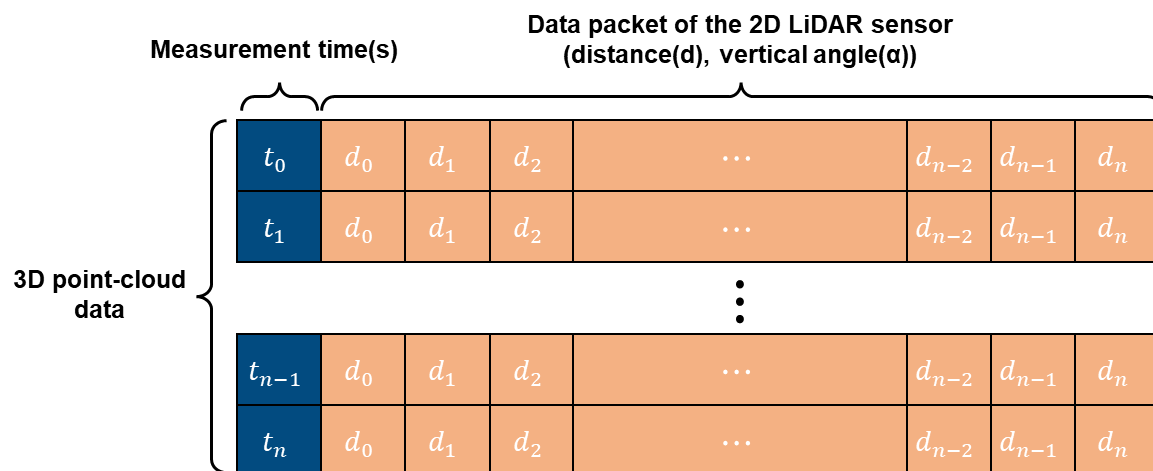 Data packet of the 2D LiDAR sensor
(distance(d), vertical angle(α))
Measurement time(s)
t₀ d₀ d₁ d₂ ⋯ dₙ₋₂ dₙ₋₁ dₙ
t₁ d₀ d₁ d₂ ⋯ dₙ₋₂ dₙ₋₁ dₙ
3D point-cloud
data
⋮
tₙ₋₁ d₀ d₁ d₂ ⋯ dₙ₋₂ dₙ₋₁ dₙ
tₙ d₀ d₁ d₂ ⋯ dₙ₋₂ dₙ₋₁ dₙ